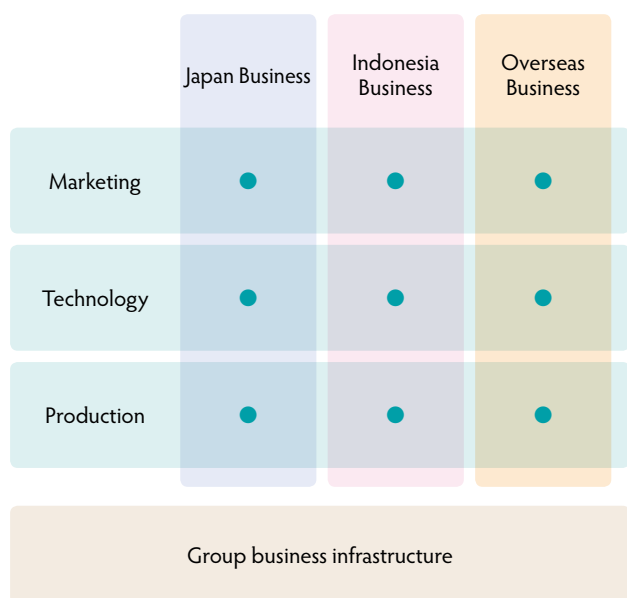 Japan Business
Indonesia
Business
Overseas
Business
Marketing
Technology
Production
Group business infrastructure